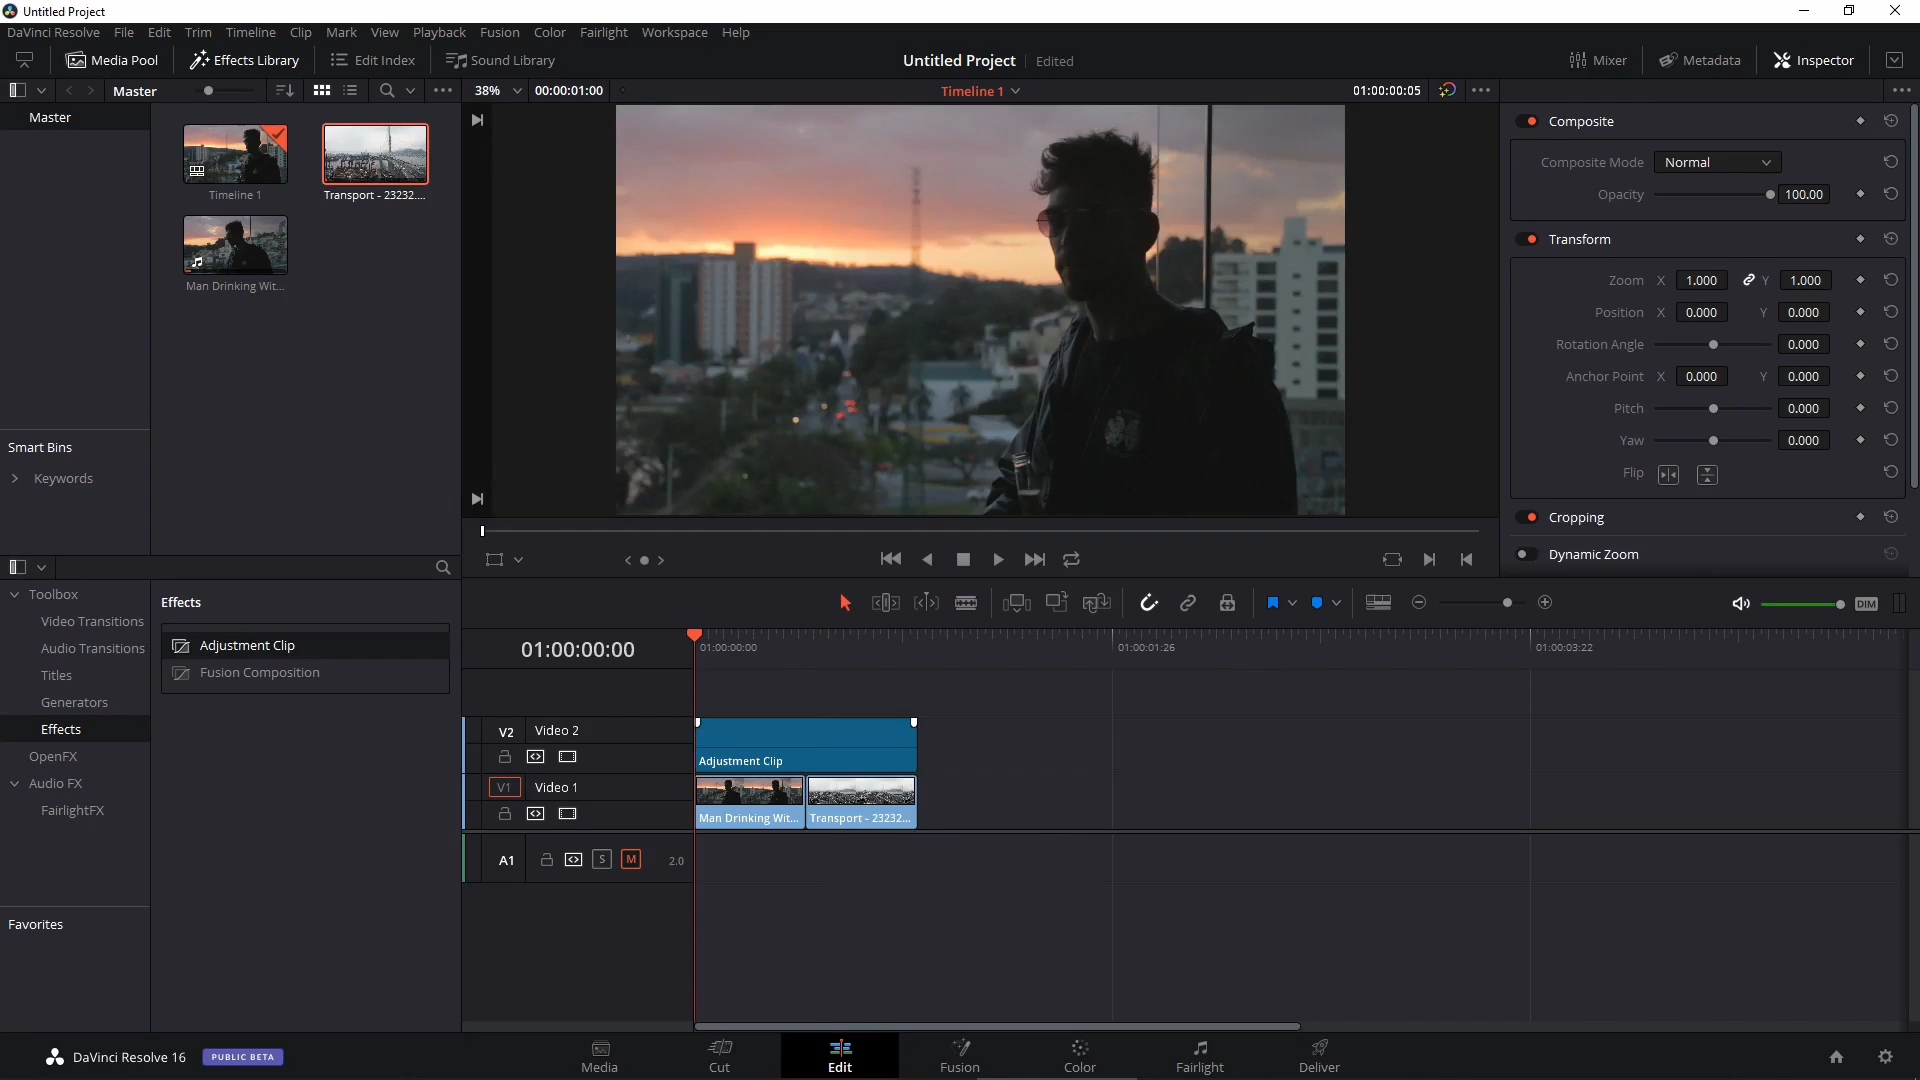 Untitled Project
DaVinci Resolve File Edit Trim Timeline Clip Mark View Playback Fusion Color Fairlight Workspace Help
Media Pool Effects Library Edit Index Sound Library Untitled Project Edited Mixer Metadata Inspector
Master 38% 00:00:01:00 Timeline 1 01:00:00:05
Master
Timeline 1
Transport - 23232....
Man Drinking Wit...
Smart Bins
Keywords
Composite
Composite Mode Normal
Opacity 100.00
Transform
Zoom X 1.000 Y 1.000
Position X 0.000 Y 0.000
Rotation Angle 0.000
Anchor Point X 0.000 Y 0.000
Pitch 0.000
Yaw 0.000
Flip
Cropping
Dynamic Zoom
Toolbox
Video Transitions
Audio Transitions
Titles
Generators
Effects
OpenFX
Audio FX
FairlightFX
Favorites
Effects
Adjustment Clip
Fusion Composition
DIM
01:00:00:00 01:00:00:00 01:00:01:26 01:00:03:22
V2 Video 2
Adjustment Clip
V1 Video 1
Man Drinking Wit... Transport - 23232...
A1 S M 2.0
DaVinci Resolve 16 PUBLIC BETA
Media Cut Edit Fusion Color Fairlight Deliver